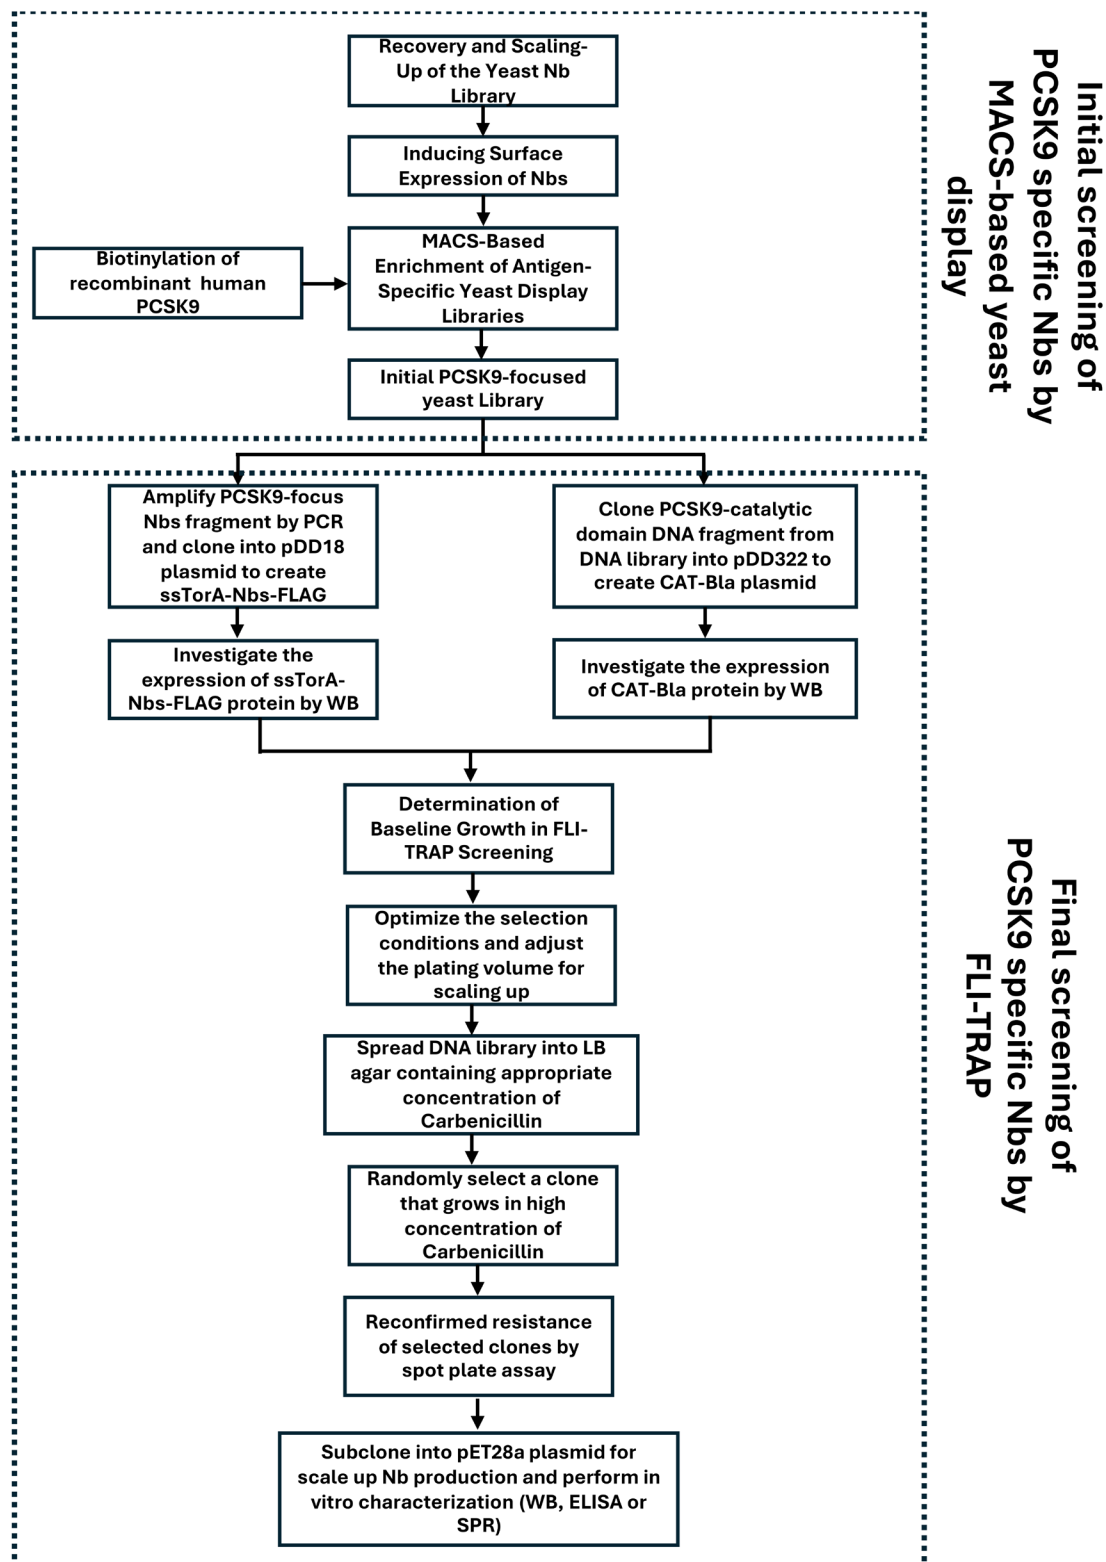 Recovery and Scaling-
Up of the Yeast Nb
Library
Inducing Surface
Expression of Nbs
Biotinylation of
recombinant human
PCSK9
MACS-Based
Enrichment of Antigen-
Specific Yeast Display
Libraries
Initial PCSK9-focused
yeast Library
Initial screening of
PCSK9 specific Nbs by
MACS-based yeast
display
Amplify PCSK9-focus
Nbs fragment by PCR
and clone into pDD18
plasmid to create
ssTorA-Nbs-FLAG
Clone PCSK9-catalytic
domain DNA fragment from
DNA library into pDD322 to
create CAT-Bla plasmid
Investigate the
expression of ssTorA-
Nbs-FLAG protein by WB
Investigate the expression
of CAT-Bla protein by WB
Determination of
Baseline Growth in FLI-
TRAP Screening
Optimize the selection
conditions and adjust
the plating volume for
scaling up
Spread DNA library into LB
agar containing appropriate
concentration of
Carbenicillin
Randomly select a clone
that grows in high
concentration of
Carbenicillin
Reconfirmed resistance
of selected clones by
spot plate assay
Subclone into pET28a plasmid for
scale up Nb production and perform in
vitro characterization (WB, ELISA or
SPR)
Final screening of
PCSK9 specific Nbs by
FLI-TRAP